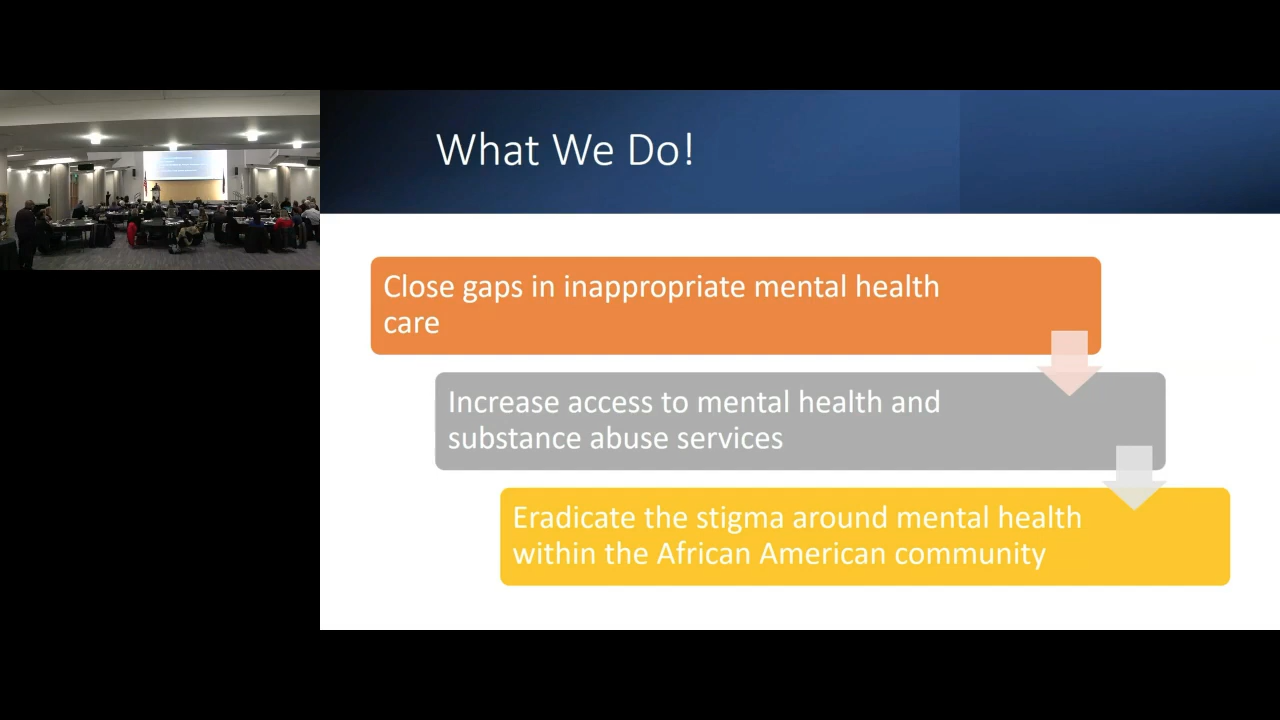 What We Do!
Close gaps in inappropriate mental health
care
Increase access to mental health and
substance abuse services
Eradicate the stigma around mental health
within the African American community